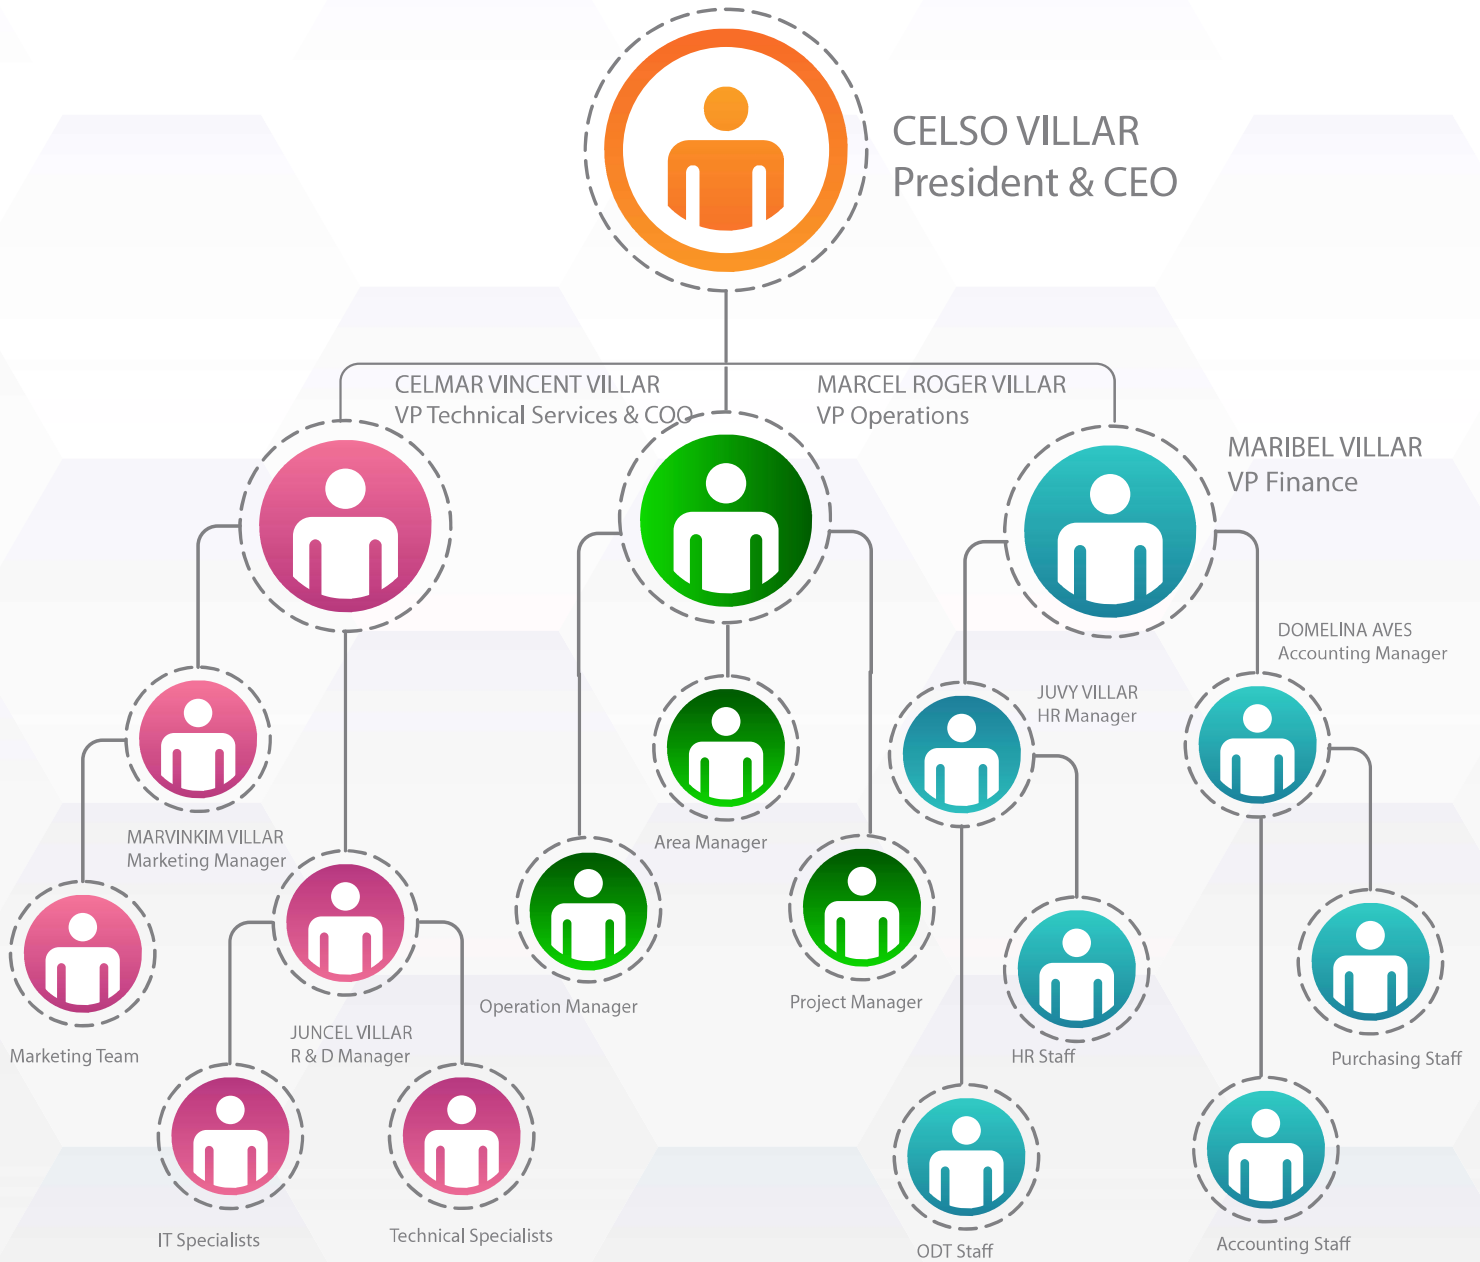 CELSO VILLAR
President & CEO
CELMAR VINCENT VILLAR
VP Technical Services & COO
MARCEL ROGER VILLAR
VP Operations
MARIBEL VILLAR
VP Finance
DOMELINA AVES
Accounting Manager
JUVY VILLAR
HR Manager
MARVINKIM VILLAR
Marketing Manager
Area Manager
Operation Manager
Project Manager
JUNCEL VILLAR
R & D Manager
Marketing Team
HR Staff
Purchasing Staff
IT Specialists
Technical Specialists
ODT Staff
Accounting Staff